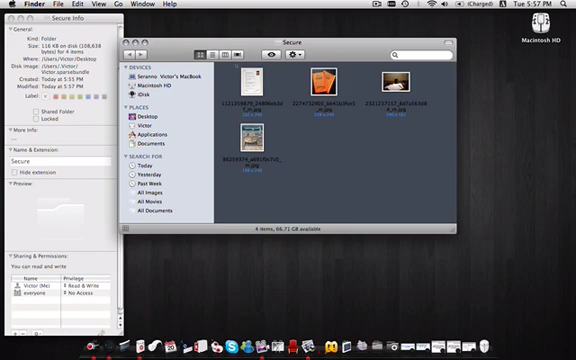 Finder File Edit View Go Window Help
(Charged) Tue 5:57 PM
Macintosh HD
Secure Info
General:
Kind: Folder
Size: 116 KB on disk (108,638
bytes) for 4 items
Where: /Users/Victor/Desktop
Disk image: /Users/Victor/
Victor.sparsebundle
Created: Today at 5:55 PM
Modified: Today at 5:57 PM
Label:
Shared Folder
Locked
More Info:
Name & Extension:
Secure
Hide extension
Preview:
Sharing & Permissions:
You can read and write
Name Privilege
Victor (Me) Read & Write
everyone No Access
Secure
DEVICES
Seranno Victor's MacBook
Macintosh HD
iDisk
PLACES
Desktop
Victor
Applications
Documents
SEARCH FOR
Today
Yesterday
Past Week
All Images
All Movies
All Documents
4 items, 66.71 GB available